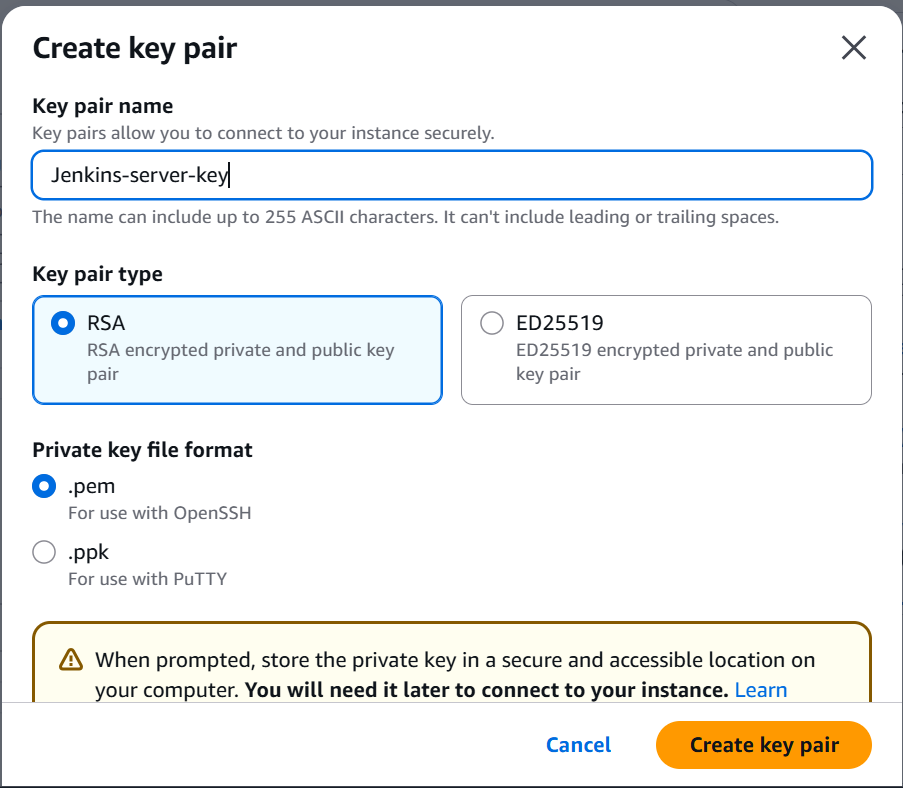 Create key pair
Key pair name
Key pairs allow you to connect to your instance securely.
Jenkins-server-key
The name can include up to 255 ASCII characters. It can't include leading or trailing spaces.
Key pair type
RSA
RSA encrypted private and public key
pair
ED25519
ED25519 encrypted private and public
key pair
Private key file format
.pem
For use with OpenSSH
.ppk
For use with PuTTY
When prompted, store the private key in a secure and accessible location on
your computer. You will need it later to connect to your instance. Learn
Cancel
Create key pair